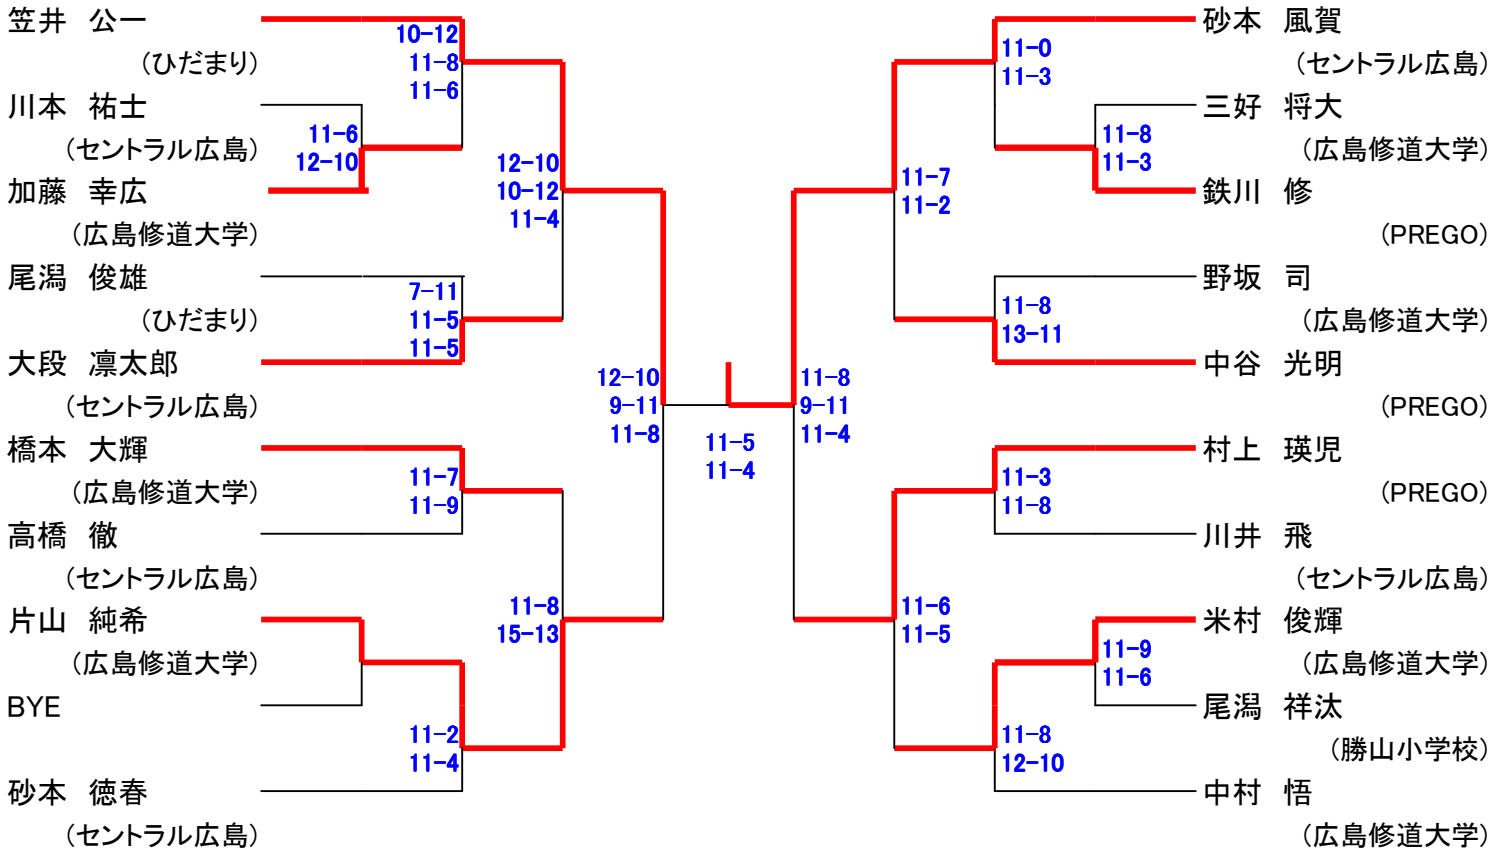 笠井 公一
(ひだまり)
川本 祐士
(セントラル広島)
加藤 幸広
(広島修道大学)
尾潟 俊雄
(ひだまり)
大段 凛太郎
(セントラル広島)
橋本 大輝
(広島修道大学)
高橋 徹
(セントラル広島)
片山 純希
(広島修道大学)
BYE
砂本 徳春
(セントラル広島)
10-12
11-8
11-6
11-6
12-10
7-11
11-5
11-5
11-7
11-9
11-2
11-4
12-10
10-12
11-4
11-8
15-13
12-10
9-11
11-8
11-5
11-4
11-8
9-11
11-4
11-7
11-2
11-6
11-5
11-0
11-3
11-8
11-3
11-8
13-11
11-3
11-8
11-9
11-6
11-8
12-10
砂本 風賀
(セントラル広島)
三好 将大
(広島修道大学)
鉄川 修
(PREGO)
野坂 司
(広島修道大学)
中谷 光明
(PREGO)
村上 瑛児
(PREGO)
川井 飛
(セントラル広島)
米村 俊輝
(広島修道大学)
尾潟 祥汰
(勝山小学校)
中村 悟
(広島修道大学)